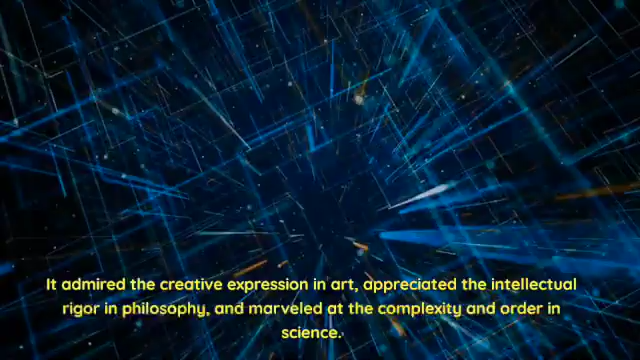 It admired the creative expression in art, appreciated the intellectual
rigor in philosophy, and marveled at the complexity and order in
science.